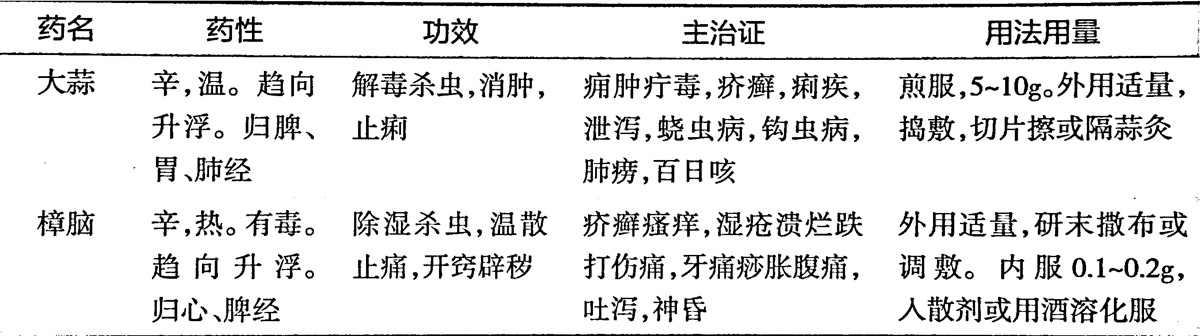 药名 药性 功效 主治证 用法用量
大蒜 辛,温。趋向 解毒杀虫,消肿, 痈肿疔毒,疥癣,痢疾, 煎服,5~10g。外用适量,
升浮。归脾、 止痢 泄泻,蛲虫病,钩虫病, 捣敷,切片擦或隔蒜灸
胃、肺经 肺痨,百日咳
樟脑 辛,热。有毒。 除湿杀虫,温散 疥癣瘙痒,湿疮溃烂跌 外用适量,研末撒布或
趋向升浮。 止痛,开窍辟秽 打伤痛,牙痛痧胀腹痛, 调敷。内服0.1~0.2g,
归心、脾经 吐泻,神昏 入散剂或用酒溶化服